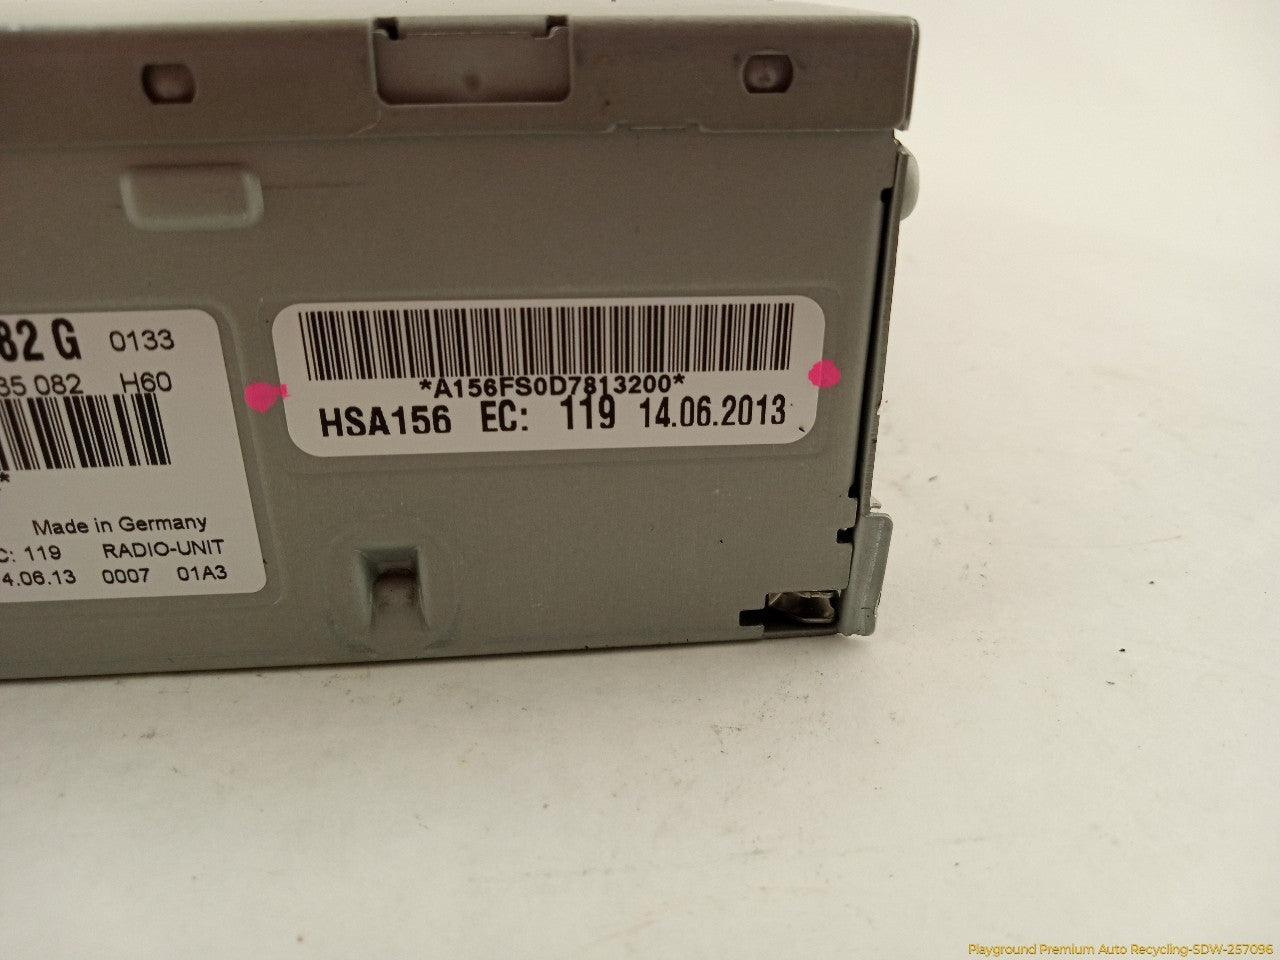 82 G 0133
35 082 H60
*
Made in Germany
C: 119 RADIO-UNIT
4.06.13 0007 01A3
*A156FS0D7813200*
HSA156 EC: 119 14.06.2013
Playground Premium Auto Recycling-SDW-257096